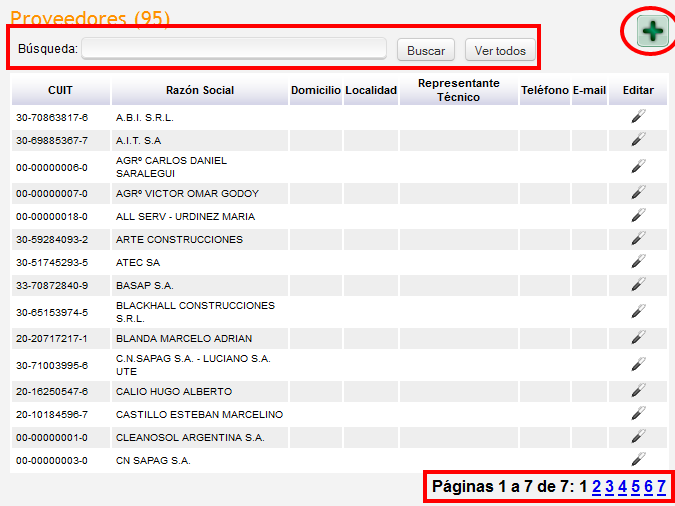 Proveedores (95)
Búsqueda: Buscar Ver todos
CUIT Razón Social Domicilio Localidad Representante Técnico Teléfono E-mail Editar
30-70863817-6 A.B.I. S.R.L.
30-69885367-7 A.I.T. S.A
00-00000006-0 AGRº CARLOS DANIEL
SARALEGUI
00-00000007-0 AGRº VICTOR OMAR GODOY
00-00000018-0 ALL SERV - URDINEZ MARIA
30-59284093-2 ARTE CONSTRUCCIONES
30-51745293-5 ATEC SA
33-70872840-9 BASAP S.A.
30-65153974-5 BLACKHALL CONSTRUCCIONES
S.R.L.
20-20717217-1 BLANDA MARCELO ADRIAN
30-71003995-6 C.N.SAPAG S.A. - LUCIANO S.A.
UTE
20-16250547-6 CALIO HUGO ALBERTO
20-10184596-7 CASTILLO ESTEBAN MARCELINO
00-00000001-0 CLEANOSOL ARGENTINA S.A.
00-00000003-0 CN SAPAG S.A.
Páginas 1 a 7 de 7: 1 2 3 4 5 6 7